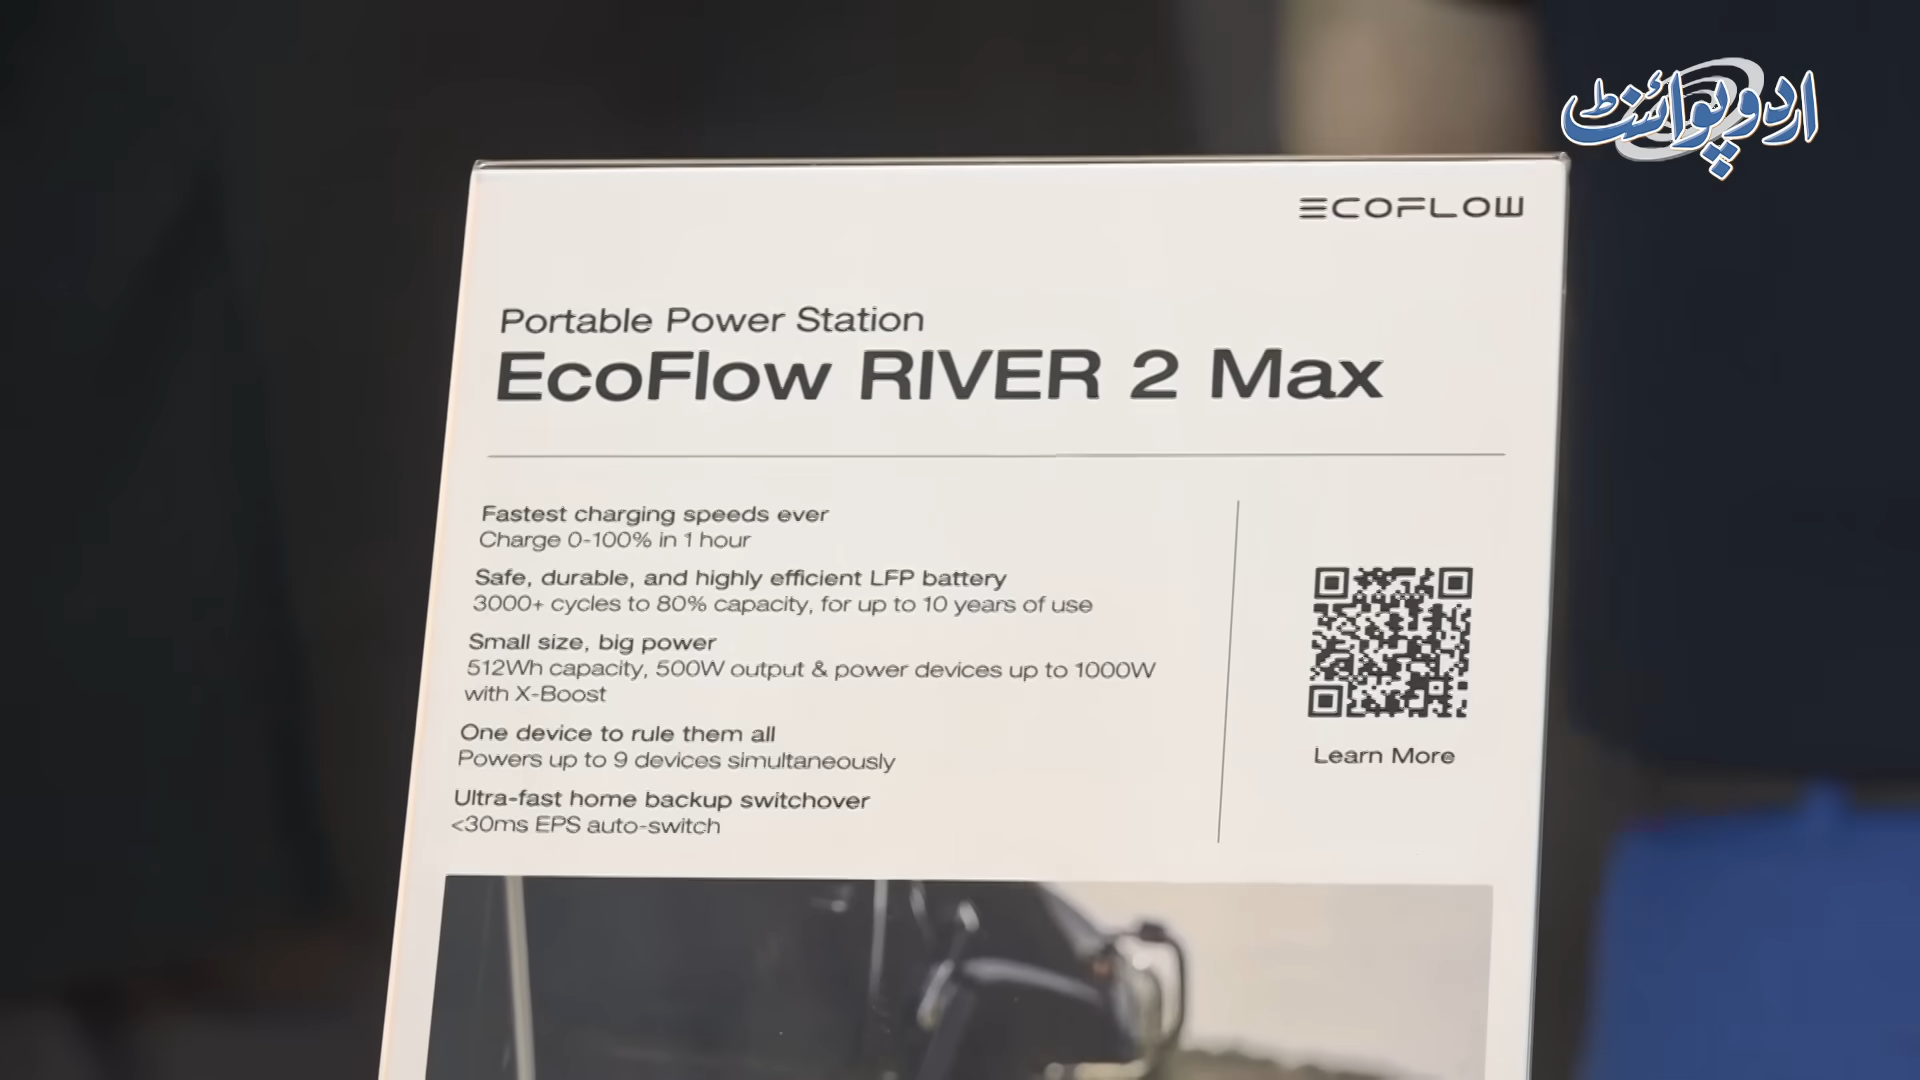 اردوپوائنٹ
ECOFLOW
Portable Power Station
EcoFlow RIVER 2 Max
Fastest charging speeds ever
Charge 0-100% in 1 hour
Safe, durable, and highly efficient LFP battery
3000+ cycles to 80% capacity, for up to 10 years of use
Small size, big power
512Wh capacity, 500W output & power devices up to 1000W
with X-Boost
One device to rule them all
Powers up to 9 devices simultaneously
Ultra-fast home backup switchover
<30ms EPS auto-switch
Learn More